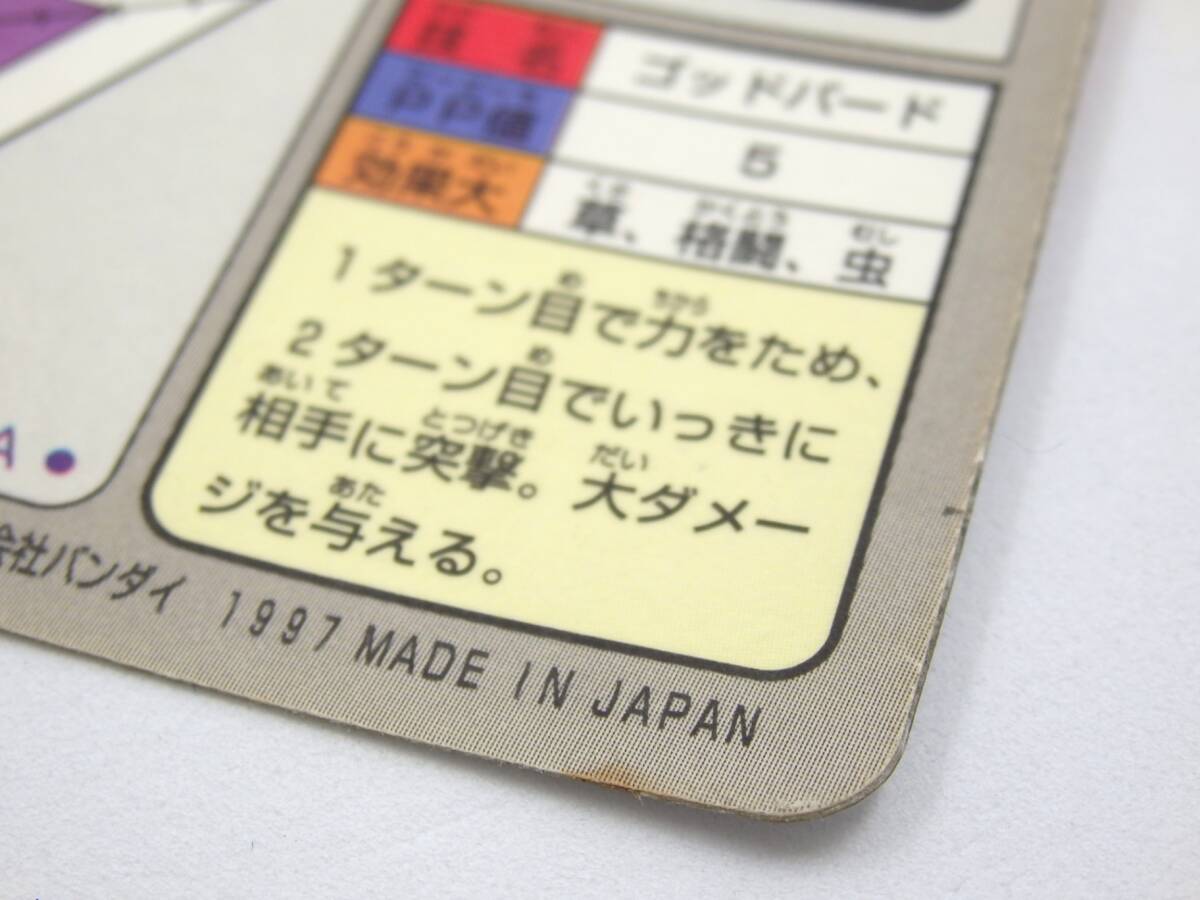 技名 ゴッドバード
PP値 5
効果大 草、格闘、虫
1ターン目で力をため、
2ターン目でいっきに
相手に突撃。大ダメー
ジを与える。
A ●
会社バンダイ 1997 MADE IN JAPAN